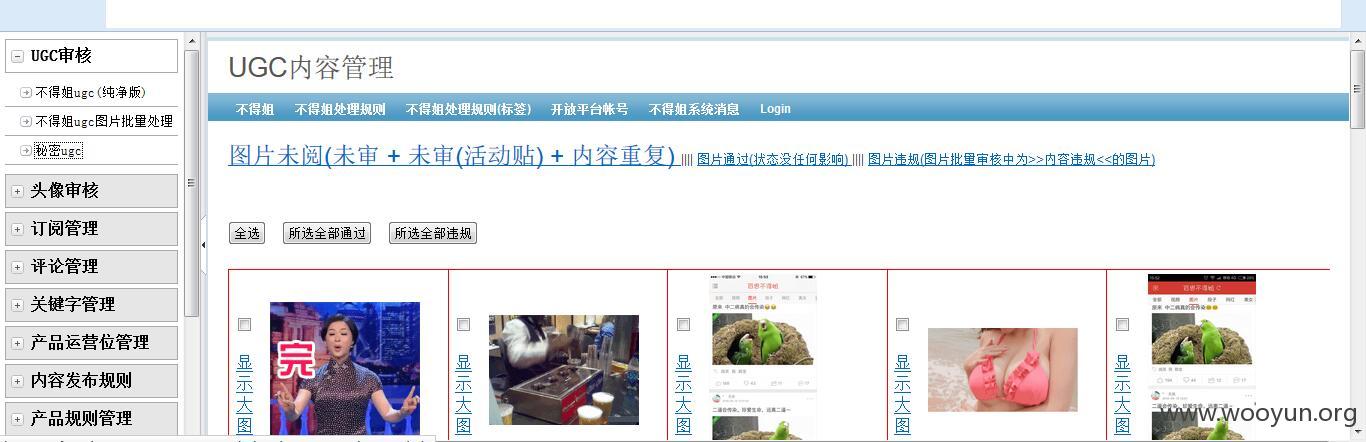 UGC审核
不得姐ugc(纯净版)
不得姐ugc图片批量处理
秘密ugc
头像审核
订阅管理
评论管理
关键字管理
产品运营位管理
内容发布规则
产品规则管理
UGC内容管理
不得姐 不得姐处理规则 不得姐处理规则(标签) 开放平台帐号 不得姐系统消息 Login
图片未阅(未审 + 未审(活动贴) + 内容重复) |||| 图片通过(状态没任何影响) |||| 图片违规(图片批量审核中为>>内容违规<<的图片)
全选 所选全部通过 所选全部违规
显示大图
完
显示大图
显示大图
百思不得姐
显示大图
显示大图
百思不得姐
www.wooyun.org